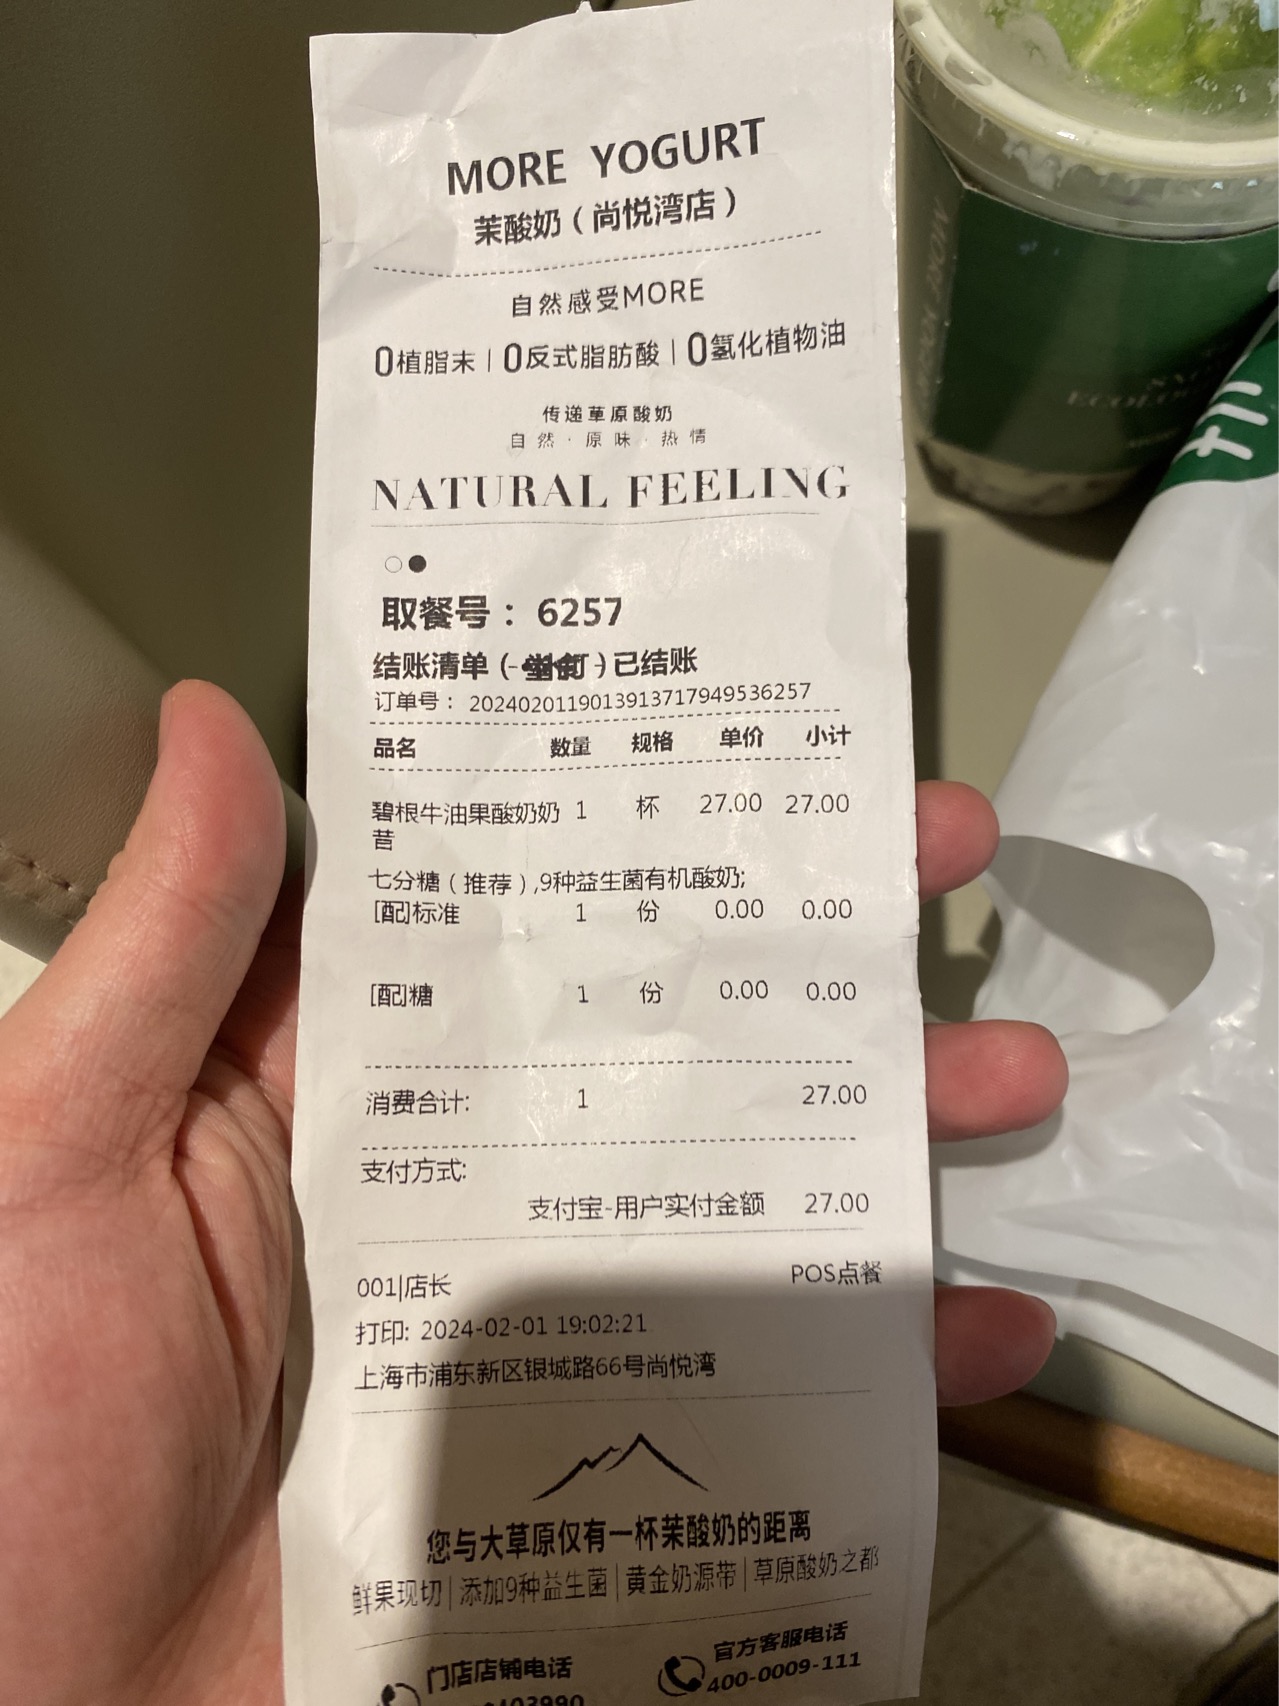 MORE YOGURT
茉酸奶（尚悦湾店）
自然感受MORE
0植脂末｜0反式脂肪酸｜0氢化植物油
传递草原酸奶
自然·原味·热情
NATURAL FEELING
取餐号：6257
结账清单（- -）已结账
订单号：20240201190139137179495 36257
品名 数量 规格 单价 小计
碧根牛油果酸奶奶 1 杯 27.00 27.00
昔
七分糖（推荐）,9种益生菌有机酸奶;
[配]标准 1 份 0.00 0.00
[配]糖 1 份 0.00 0.00
消费合计: 1 27.00
支付方式:
支付宝-用户实付金额 27.00
001|店长 POS点餐
打印: 2024-02-01 19:02:21
上海市浦东新区银城路66号尚悦湾
您与大草原仅有一杯茉酸奶的距离
鲜果现切｜添加9种益生菌｜黄金奶源带｜草原酸奶之都
门店店铺电话 官方客服电话
400-0009-111